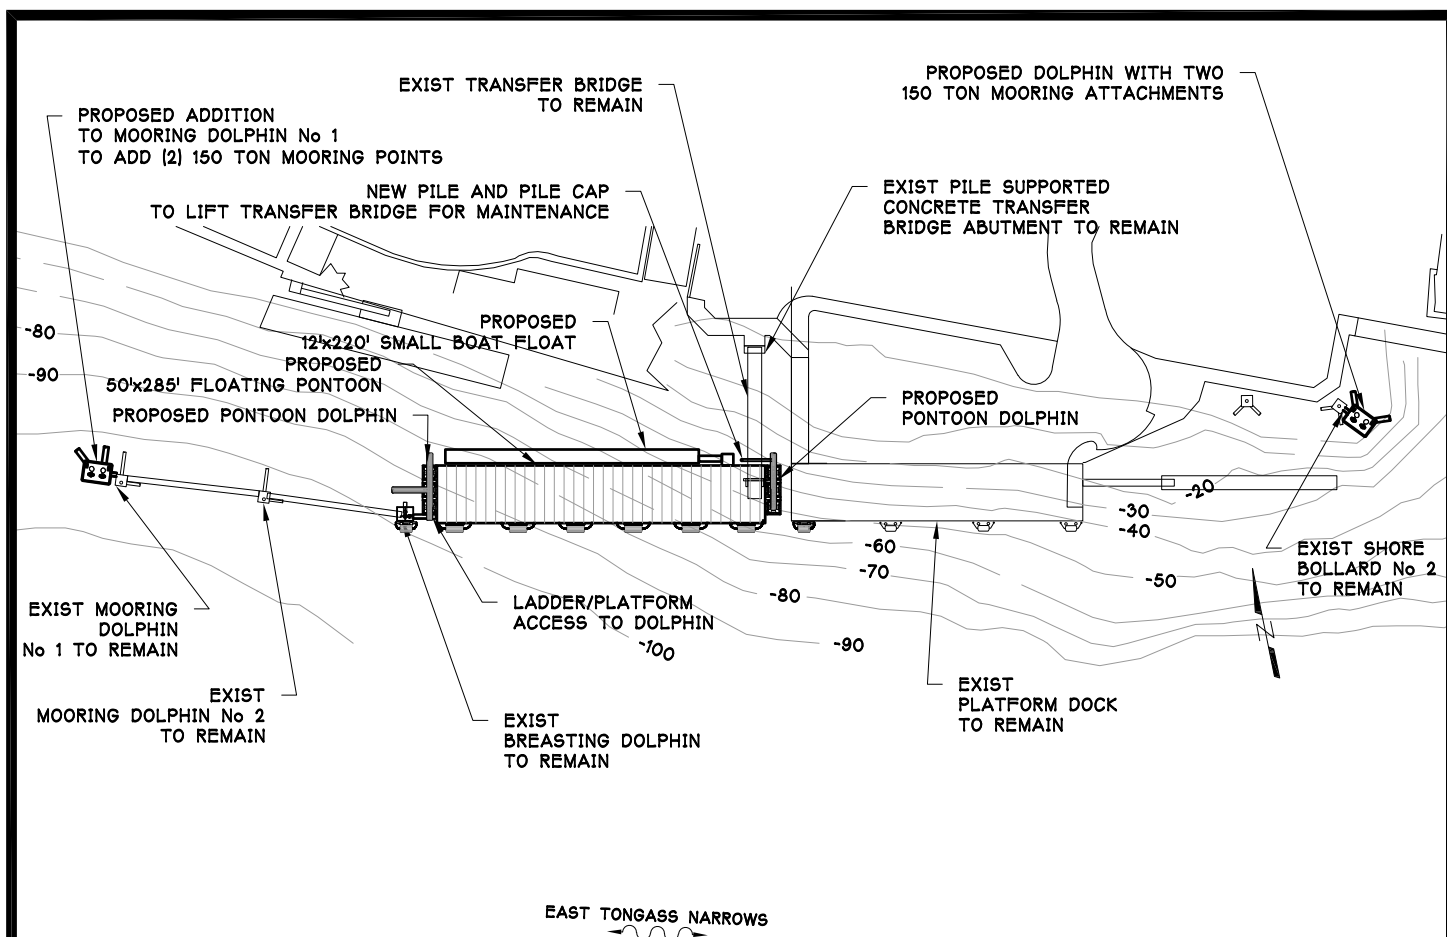 EXIST TRANSFER BRIDGE
TO REMAIN
PROPOSED DOLPHIN WITH TWO
150 TON MOORING ATTACHMENTS
PROPOSED ADDITION
TO MOORING DOLPHIN No 1
TO ADD (2) 150 TON MOORING POINTS
NEW PILE AND PILE CAP
TO LIFT TRANSFER BRIDGE FOR MAINTENANCE
EXIST PILE SUPPORTED
CONCRETE TRANSFER
BRIDGE ABUTMENT TO REMAIN
PROPOSED
12'x220' SMALL BOAT FLOAT
PROPOSED
50'x285' FLOATING PONTOON
PROPOSED PONTOON DOLPHIN
PROPOSED
PONTOON DOLPHIN
-80
-90
-20
-30
-40
-50
-60
-70
-80
-90
-100
EXIST SHORE
BOLLARD No 2
TO REMAIN
LADDER/PLATFORM
ACCESS TO DOLPHIN
EXIST MOORING
DOLPHIN
No 1 TO REMAIN
EXIST
MOORING DOLPHIN No 2
TO REMAIN
EXIST
BREASTING DOLPHIN
TO REMAIN
EXIST
PLATFORM DOCK
TO REMAIN
N
EAST TONGASS NARROWS